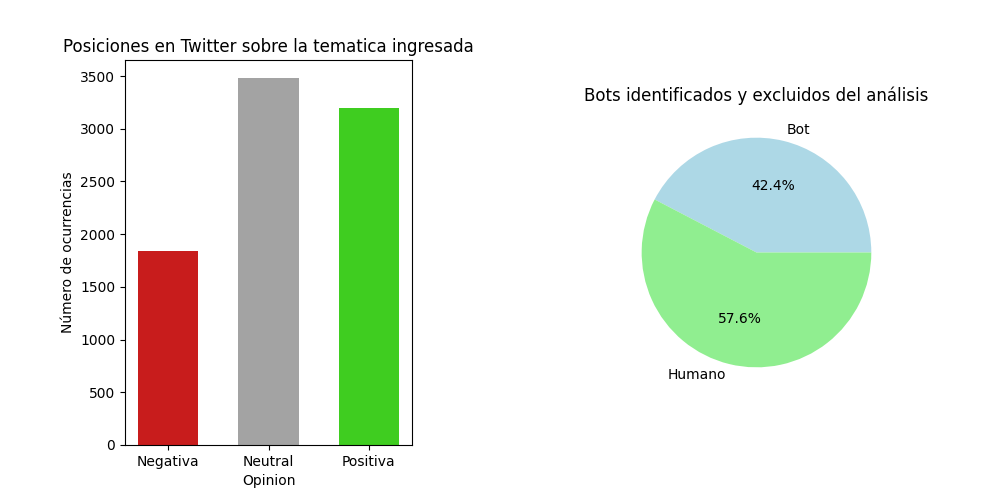 Posiciones en Twitter sobre la tematica ingresada
Número de ocurrencias
3500
3000
2500
2000
1500
1000
500
0
Negativa
Neutral
Positiva
Opinion
Bots identificados y excluidos del análisis
Bot
42.4%
57.6%
Humano